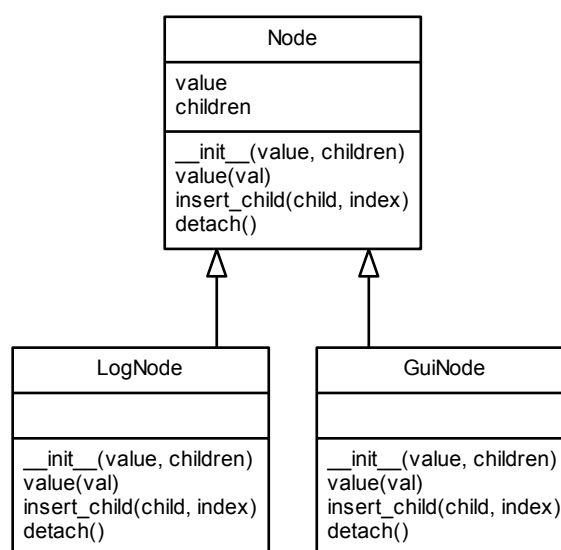 Node
value
children
__init__(value, children)
value(val)
insert_child(child, index)
detach()
LogNode
__init__(value, children)
value(val)
insert_child(child, index)
detach()
GuiNode
__init__(value, children)
value(val)
insert_child(child, index)
detach()